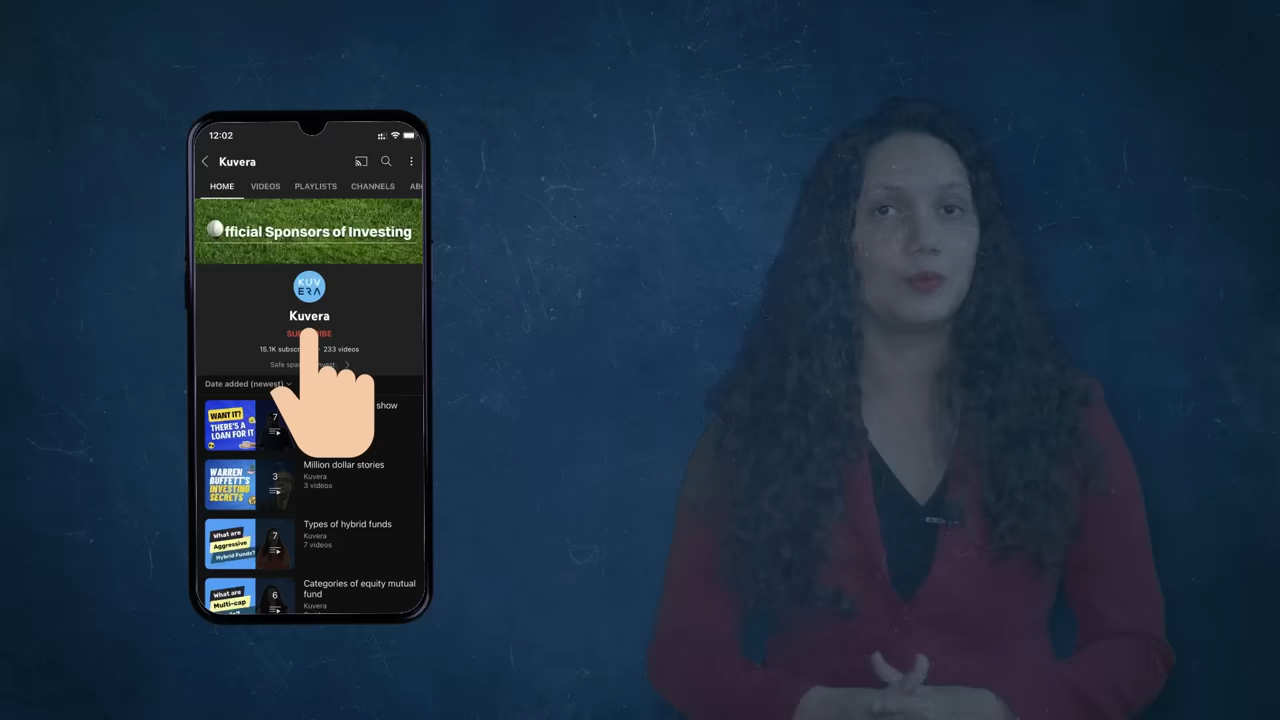 12:02
Kuvera
HOME VIDEOS PLAYLISTS CHANNELS
fficial Sponsors of Investing
KUV
ERA
Kuvera
15.1K 233 videos
Date added (newest)
WANT IT?
THERE'S A
LOAN FOR IT
7
show
WARREN
BUFFETT'S
INVESTING
SECRETS
3
Million dollar stories
Kuvera
3 videos
What are
Aggressive
Hybrid Funds?
7
Types of hybrid funds
Kuvera
7 videos
What are
Multi-cap
6
Categories of equity mutual
fund
Kuvera